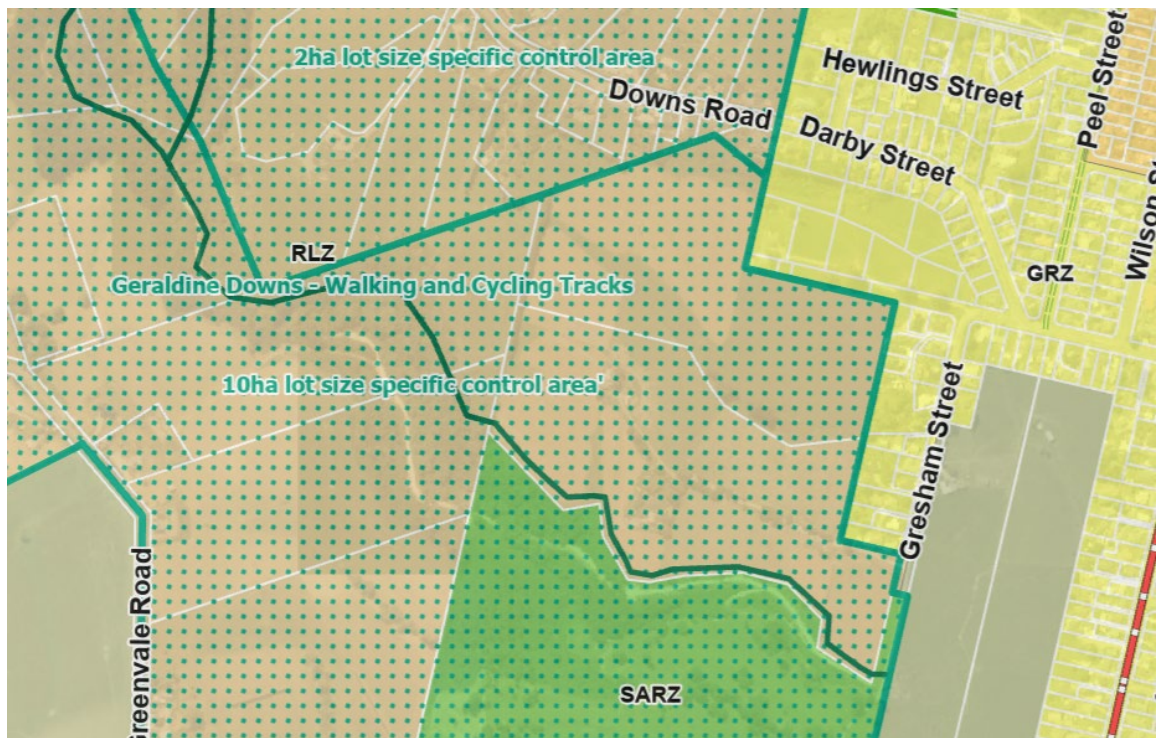 2ha lot size specific control area
Hewlings Street
Downs Road
Peel Street
Darby Street
Wilson St
RLZ
GRZ
Geraldine Downs - Walking and Cycling Tracks
10ha lot size specific control area'
Gresham Street
Greenvale Road
SARZ